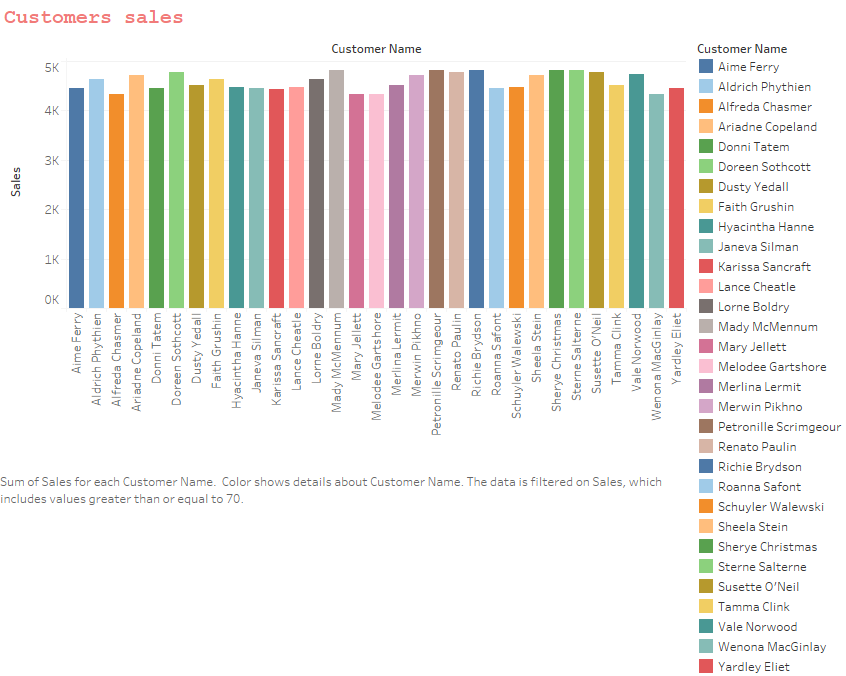 Customers sales
Customer Name
5K
4K
3K
2K
1K
0K
Sales
Aime Ferry
Aldrich Phythien
Alfreda Chasmer
Ariadne Copeland
Donni Tatem
Doreen Sothcott
Dusty Yedall
Faith Grushin
Hyacintha Hanne
Janeva Silman
Karissa Sancraft
Lance Cheatle
Lorne Boldry
Mady McMennum
Mary Jellett
Melodee Gartshore
Merlina Lermit
Merwin Pikhno
Petronille Scrimgeour
Renato Paulin
Richie Brydson
Roanna Safont
Schuyler Walewski
Sheela Stein
Sherye Christmas
Sterne Salterne
Susette O’Neil
Tamma Clink
Vale Norwood
Wenona MacGinlay
Yardley Eliet
Sum of Sales for each Customer Name.  Color shows details about Customer Name. The data is filtered on Sales, which
includes values greater than or equal to 70.
Customer Name
Aime Ferry
Aldrich Phythien
Alfreda Chasmer
Ariadne Copeland
Donni Tatem
Doreen Sothcott
Dusty Yedall
Faith Grushin
Hyacintha Hanne
Janeva Silman
Karissa Sancraft
Lance Cheatle
Lorne Boldry
Mady McMennum
Mary Jellett
Melodee Gartshore
Merlina Lermit
Merwin Pikhno
Petronille Scrimgeour
Renato Paulin
Richie Brydson
Roanna Safont
Schuyler Walewski
Sheela Stein
Sherye Christmas
Sterne Salterne
Susette O’Neil
Tamma Clink
Vale Norwood
Wenona MacGinlay
Yardley Eliet